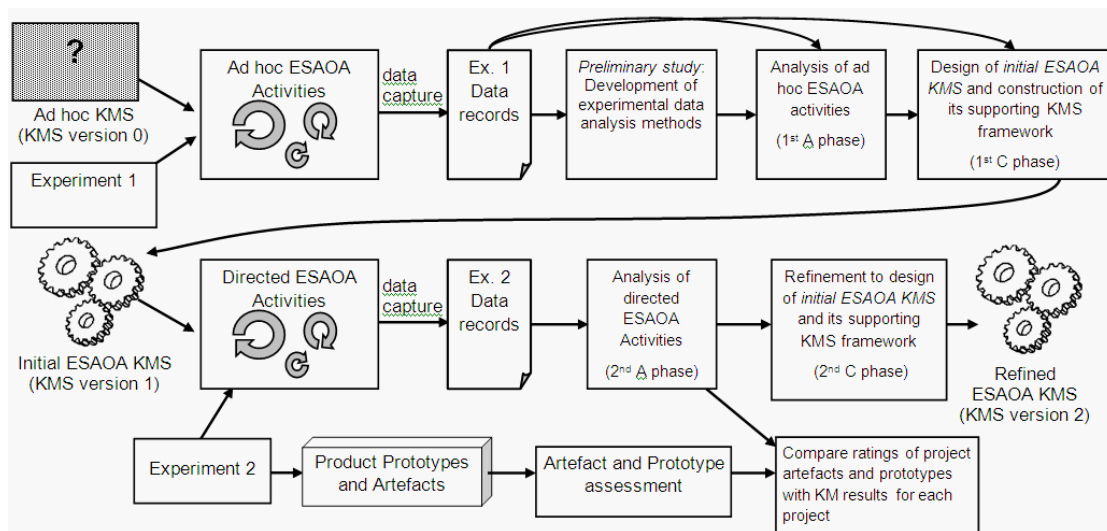 ?
Ad hoc KMS
(KMS version 0)
Experiment 1
Ad hoc ESAOA
Activities
data
capture
Ex. 1
Data
records
Preliminary study:
Development of
experimental data
analysis methods
Analysis of ad
hoc ESAOA
activities
(1st A phase)
Design of initial ESAOA
KMS and construction of
its supporting KMS
framework
(1st C phase)
Initial ESAOA KMS
(KMS version 1)
Directed ESAOA
Activities
data
capture
Ex. 2
Data
records
Analysis of
directed
ESAOA
Activities
(2nd A phase)
Refinement to design
of initial ESAOA KMS
and its supporting
KMS framework
(2nd C phase)
Refined
ESAOA KMS
(KMS version 2)
Experiment 2
Product Prototypes
and Artefacts
Artefact and Prototype
assessment
Compare ratings of project
artefacts and prototypes
with KM results for each
project